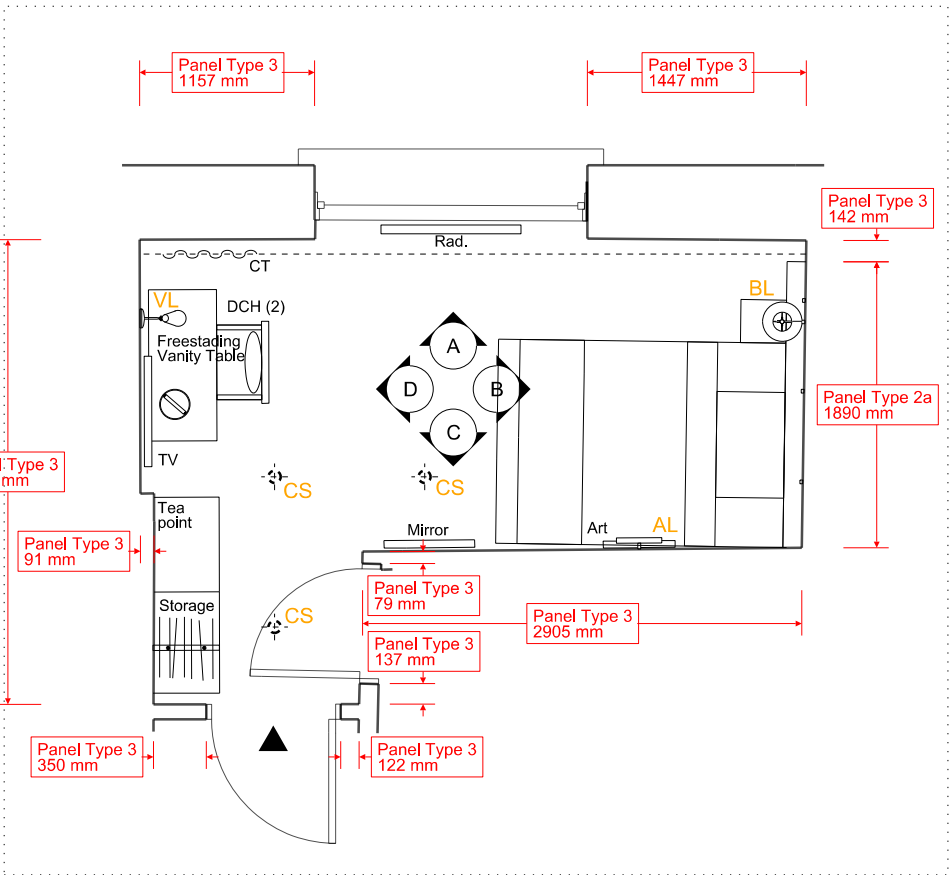 Panel Type 3
1157 mm
Panel Type 3
1447 mm
Panel Type 3
142 mm
Rad.
CT
VL
DCH (2)
BL
Freestading
Vanity Table
A
D
B
C
Panel Type 2a
1890 mm
TV
Type 3
mm
CS
CS
Tea
point
Mirror
Art
AL
Panel Type 3
91 mm
Panel Type 3
79 mm
Storage
CS
Panel Type 3
2905 mm
Panel Type 3
137 mm
Panel Type 3
350 mm
Panel Type 3
122 mm